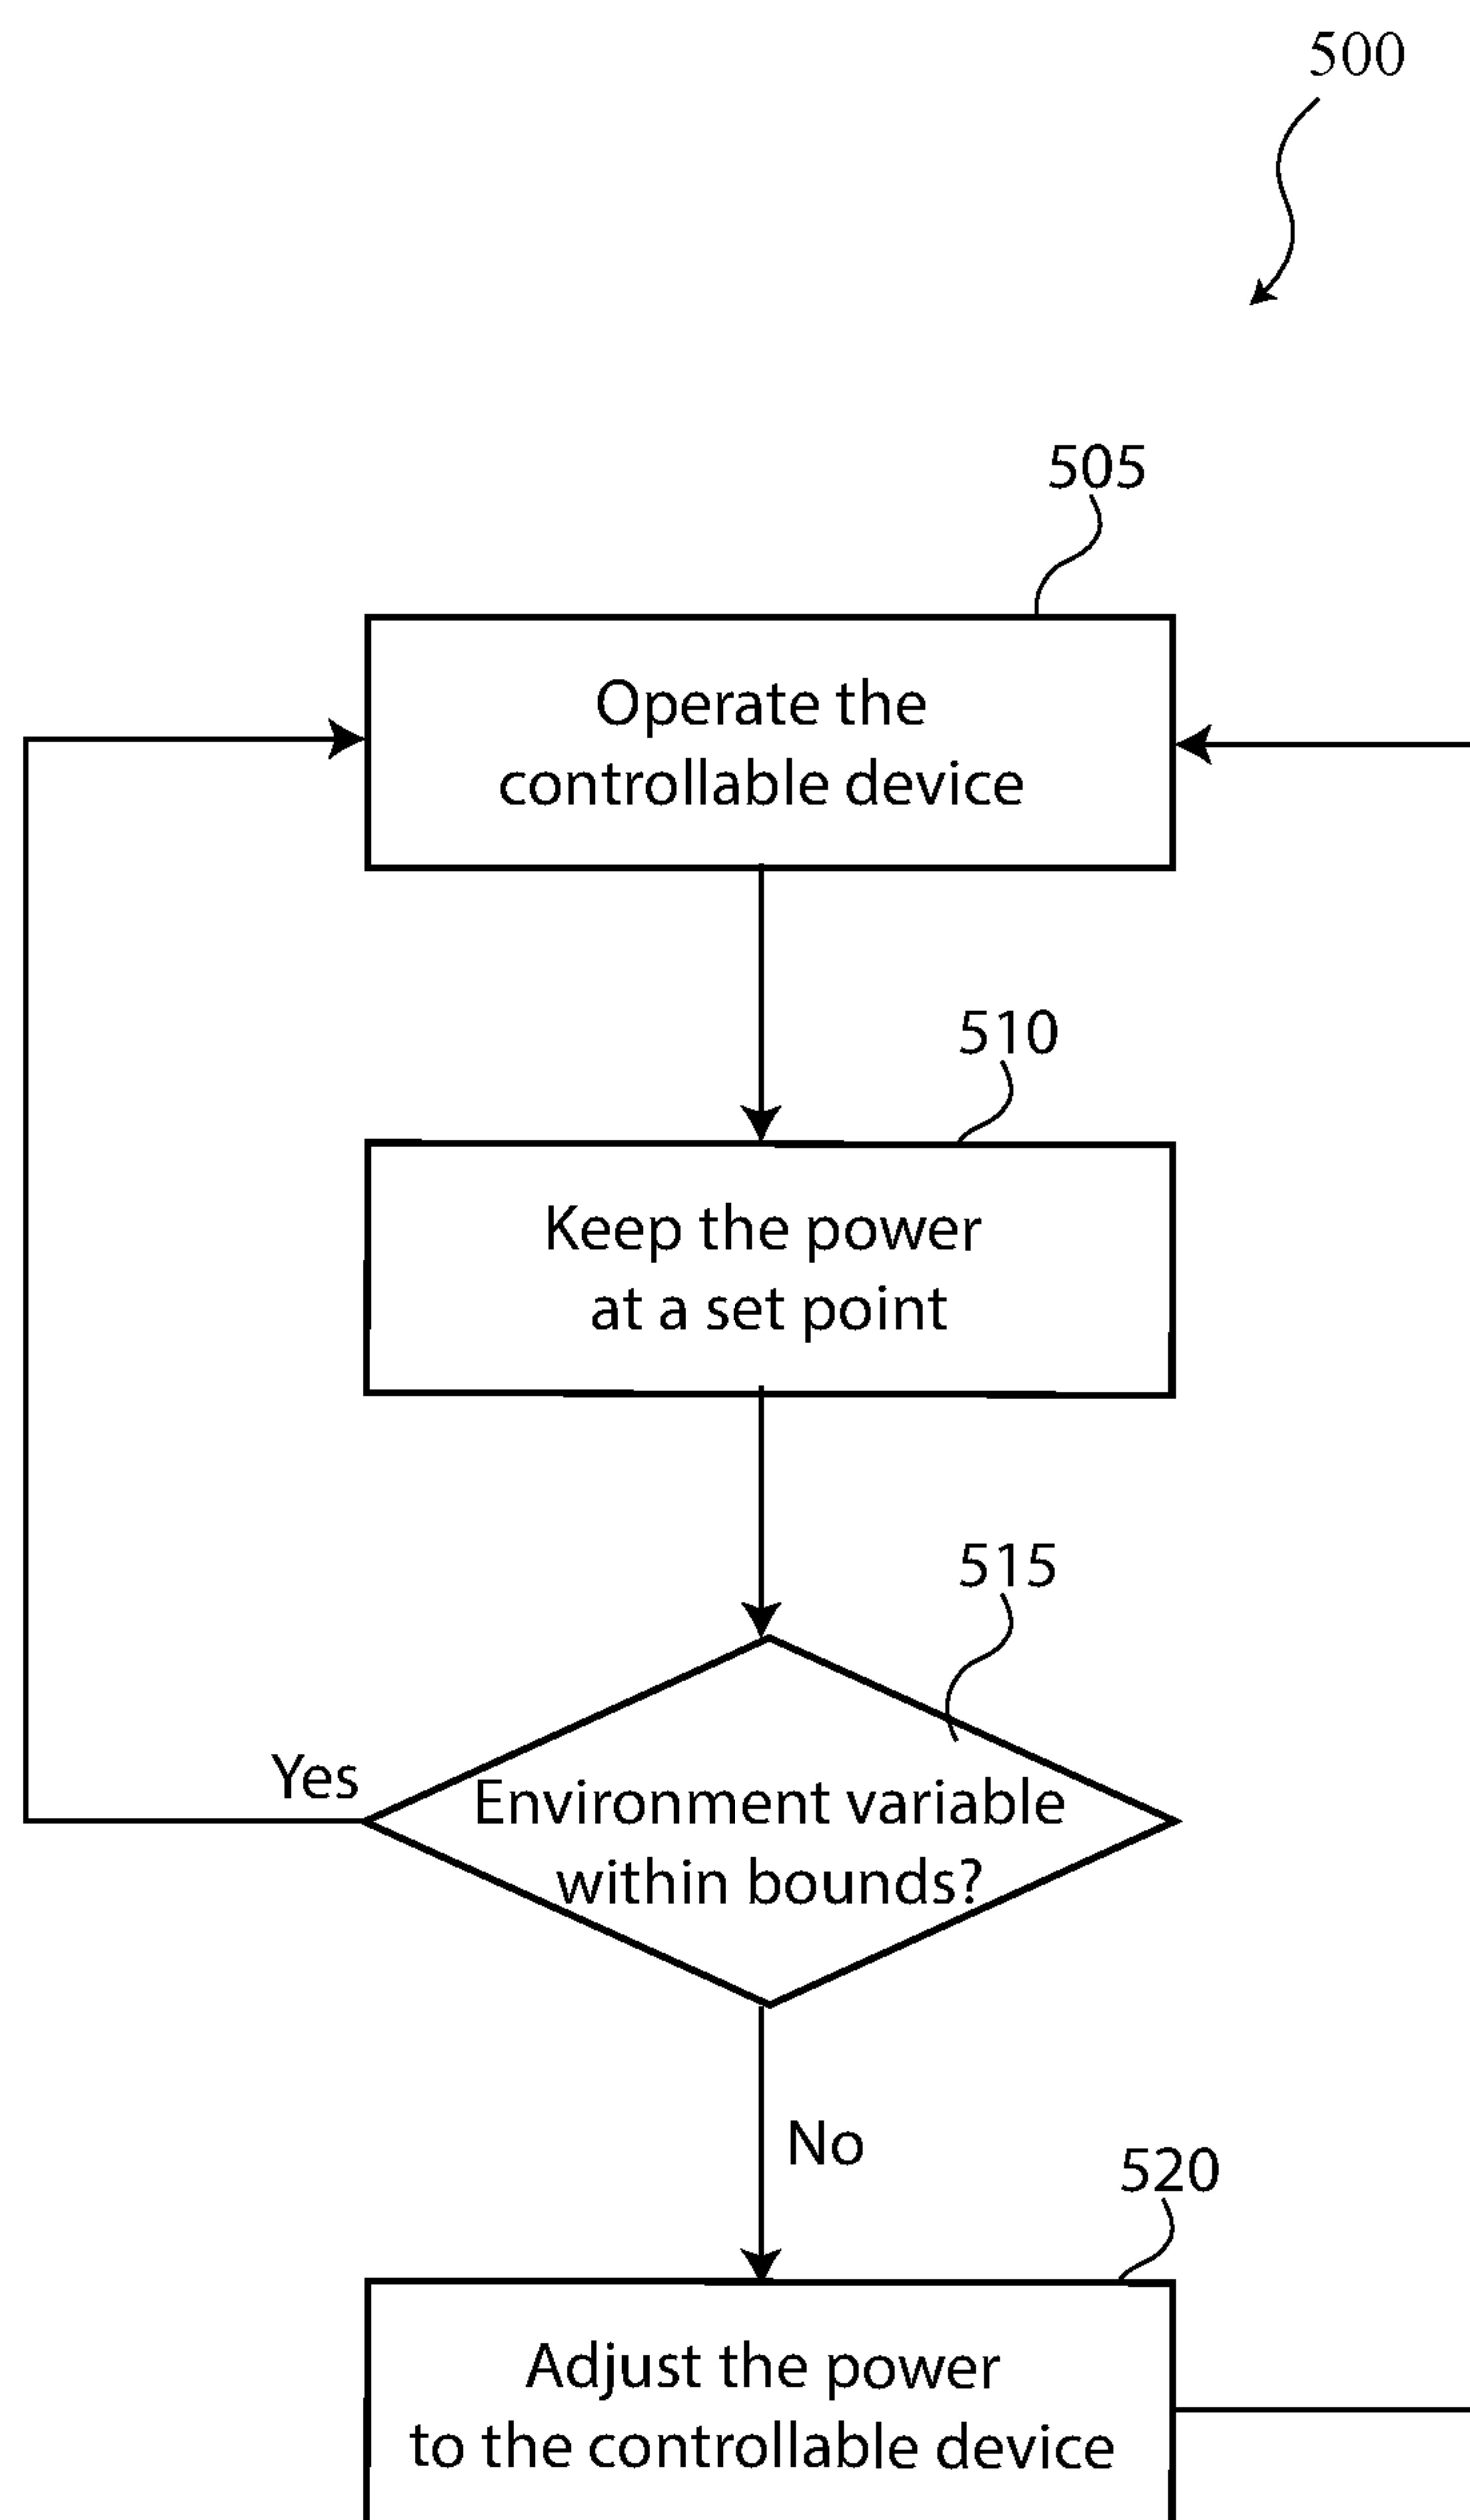 500
505
Operate the
controllable device
510
Keep the power
at a set point
515
Yes
Environment variable
within bounds?
No
520
Adjust the power
to the controllable device